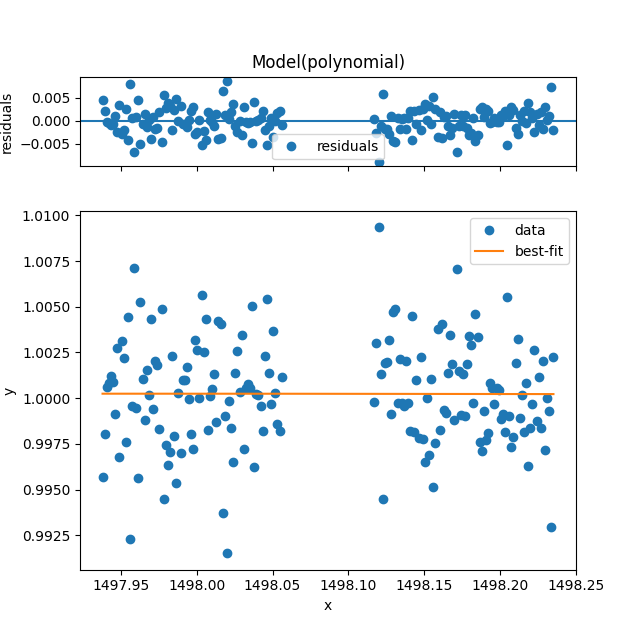 Model(polynomial)
residuals
0.005
0.000
−0.005
residuals
y
1.0100
1.0075
1.0050
1.0025
1.0000
0.9975
0.9950
0.9925
data
best-fit
1497.95 1498.00 1498.05 1498.10 1498.15 1498.20 1498.25
x